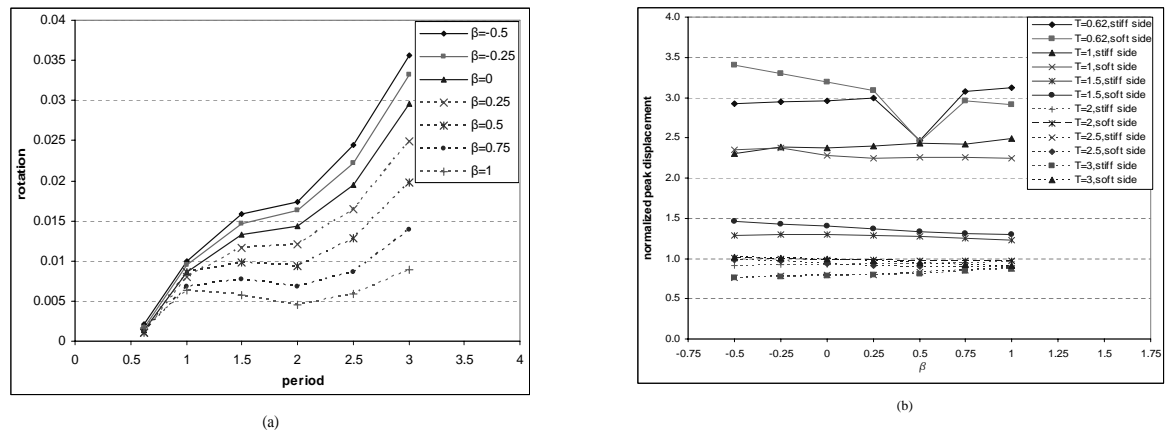 0.04
0.035
0.03
0.025
0.02
0.015
0.01
0.005
0
rotation
0
0.5
1
1.5
2
2.5
3
3.5
4
period
β=-0.5
β=-0.25
β=0
β=0.25
β=0.5
β=0.75
β=1
(a)
4.0
3.5
3.0
2.5
2.0
1.5
1.0
0.5
0.0
normalized peak displacement
-0.75
-0.5
-0.25
0
0.25
0.5
0.75
1
1.25
1.5
1.75
β
T=0.62,stiff side
T=0.62,soft side
T=1,stiff side
T=1,soft side
T=1.5,stiff side
T=1.5,soft side
T=2,stiff side
T=2,soft side
T=2.5,stiff side
T=2.5,soft side
T=3,stiff side
T=3,soft side
(b)